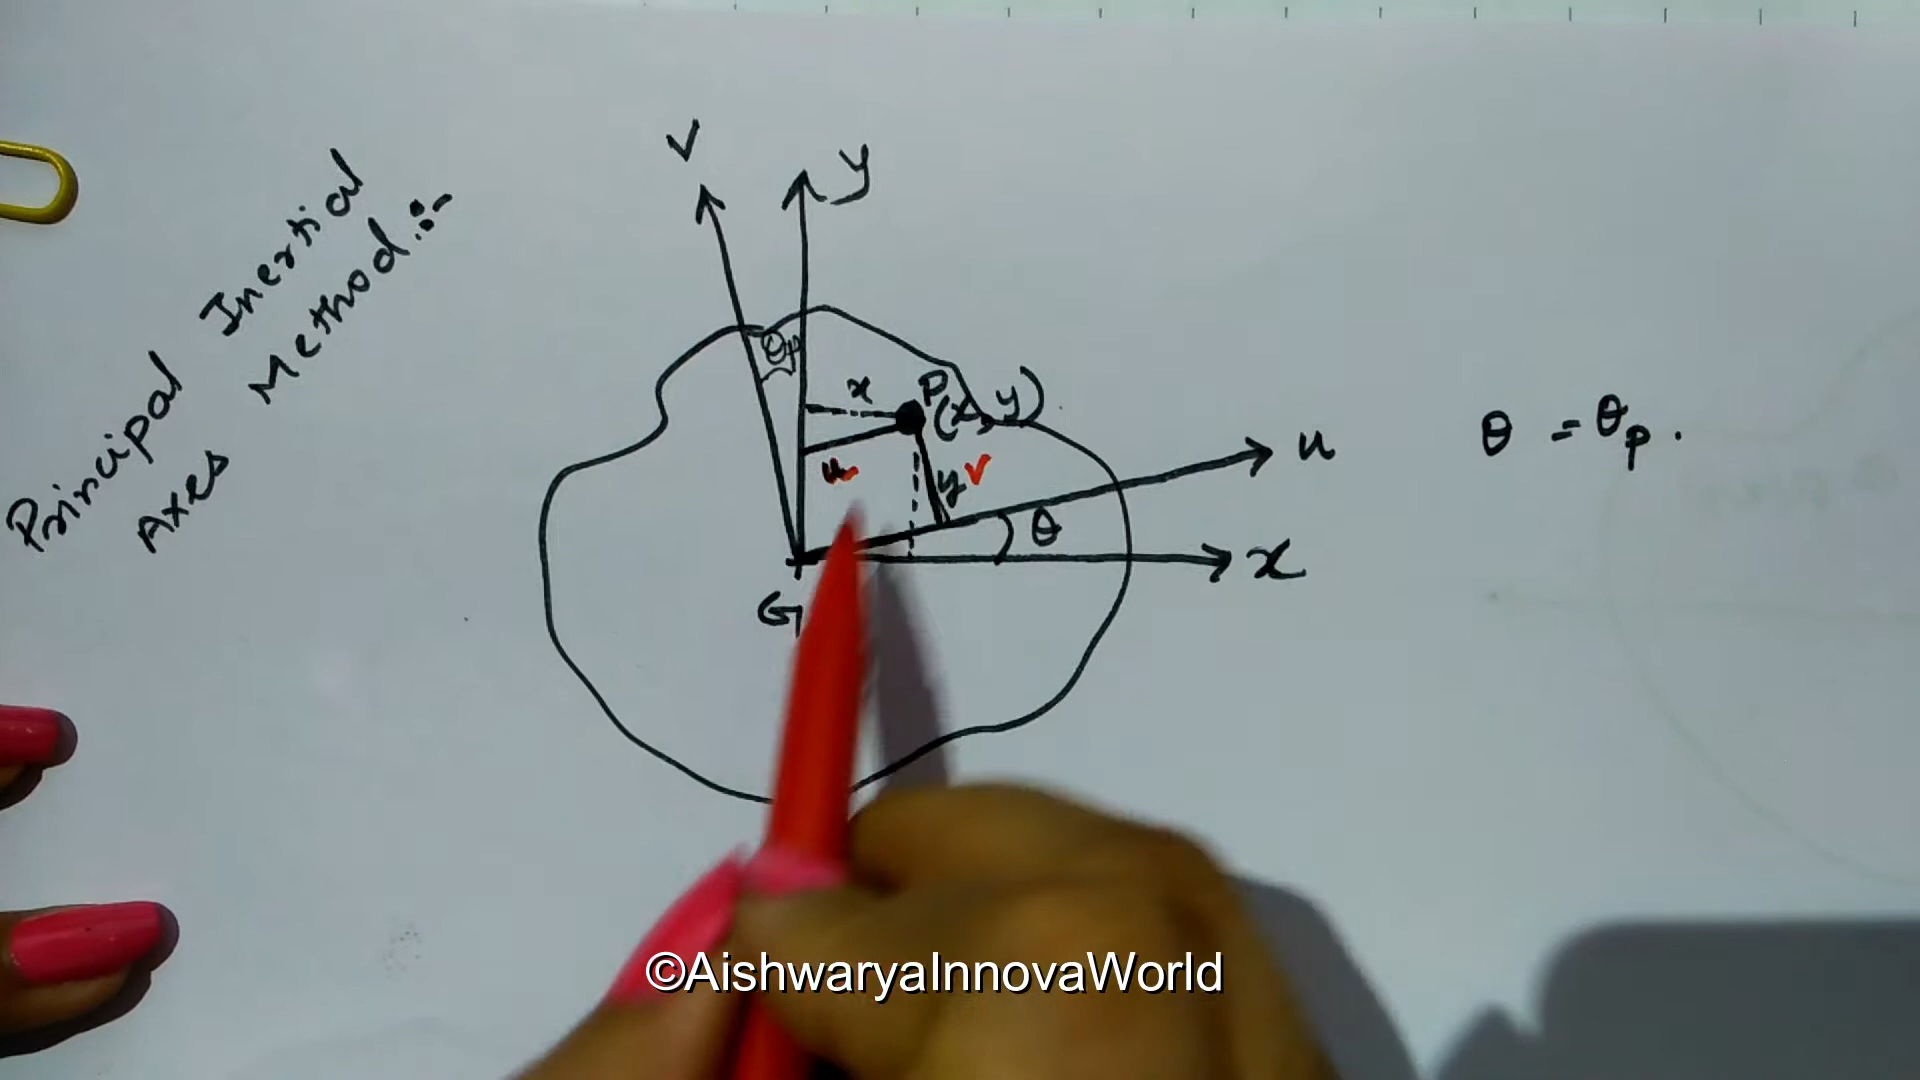 Principal Inertial
Axes Method :-
V
y
θp
x
P
(x, y)
u
y
V
θ
u
x
G
θ = θp.
©AishwaryaInnovaWorld